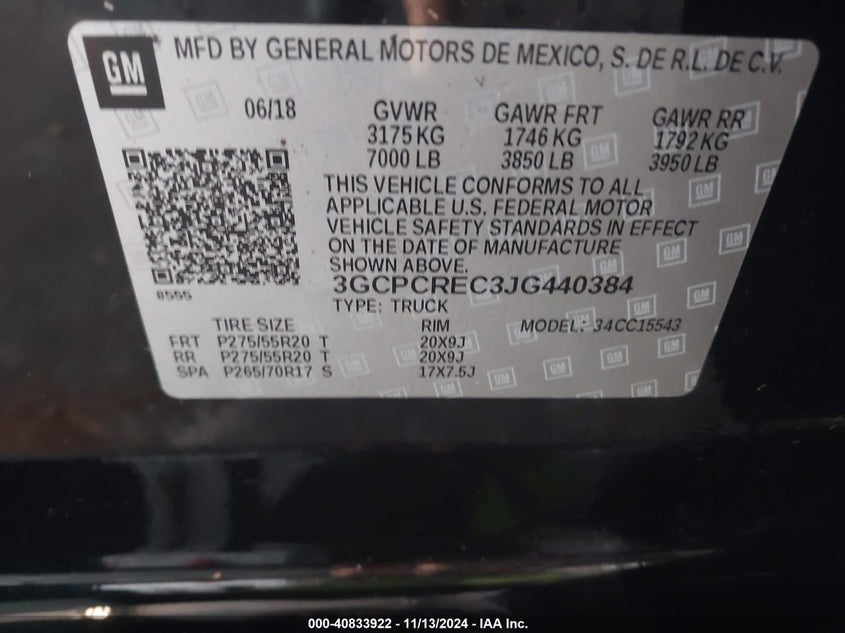 GM
MFD BY GENERAL MOTORS DE MEXICO, S. DE R.L. DE C.V.
06/18 GVWR GAWR FRT GAWR RR
3175 KG 1746 KG 1792 KG
7000 LB 3850 LB 3950 LB
THIS VEHICLE CONFORMS TO ALL
APPLICABLE U.S. FEDERAL MOTOR
VEHICLE SAFETY STANDARDS IN EFFECT
ON THE DATE OF MANUFACTURE
SHOWN ABOVE.
8555
3GCPCREC3JG440384
TYPE: TRUCK
TIRE SIZE RIM MODEL: 34CC15543
FRT P275/55R20 T 20X9J
RR P275/55R20 T 20X9J
SPA P265/70R17 S 17X7.5J
000-40833922 - 11/13/2024 - IAA Inc.